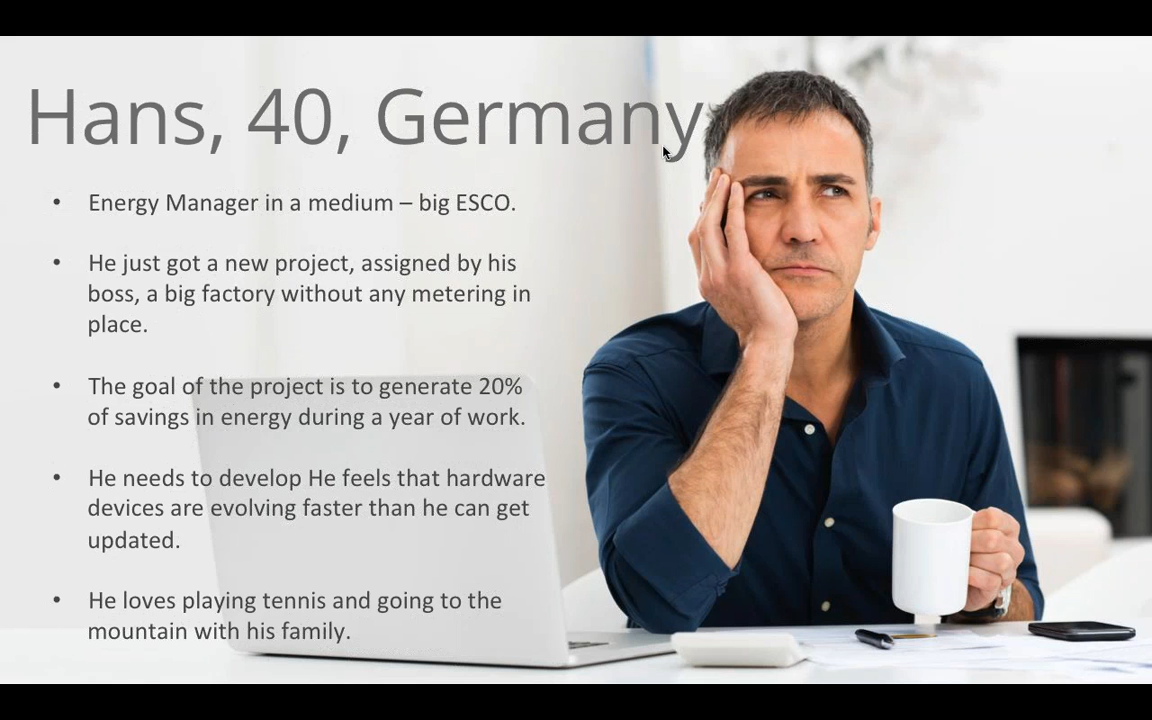 Hans, 40, Germany
• Energy Manager in a medium – big ESCO.
• He just got a new project, assigned by his
boss, a big factory without any metering in
place.
• The goal of the project is to generate 20%
of savings in energy during a year of work.
• He needs to develop He feels that hardware
devices are evolving faster than he can get
updated.
• He loves playing tennis and going to the
mountain with his family.